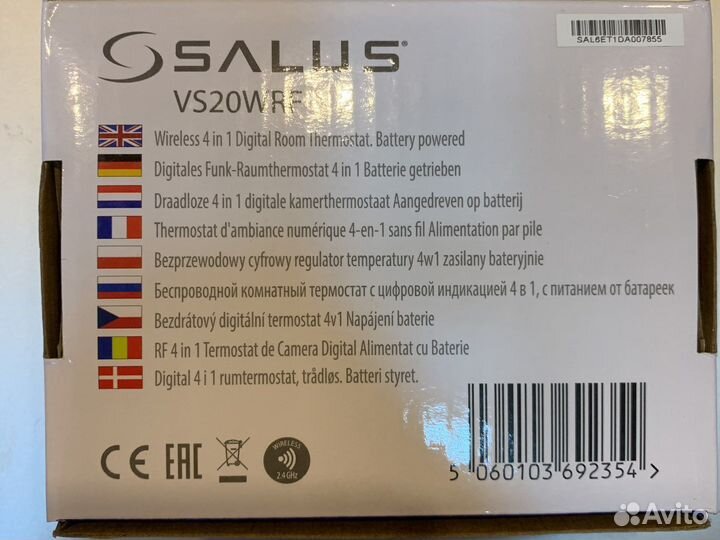 SALUS
SAL6ET1DA007855
VS20WRF
Wireless 4 in 1 Digital Room Thermostat. Battery powered
Digitales Funk-Raumthermostat 4 in 1 Batterie getrieben
Draadloze 4 in 1 digitale kamerthermostaat Aangedreven op batterij
Thermostat d'ambiance numérique 4-en-1 sans fil Alimentation par pile
Bezprzewodowy cyfrowy regulator temperatury 4w1 zasilany bateryjnie
Беспроводной комнатный термостат с цифровой индикацией 4 в 1, с питанием от батареек
Bezdrátový digitální termostat 4v1 Napájení baterie
RF 4 in 1 Termostat de Camera Digital Alimentat cu Baterie
Digital 4 i 1 rumtermostat, trådløs. Batteri styret.
CE EAC WIRELESS 2.4 GHz
5 060103 692354 >
Avito